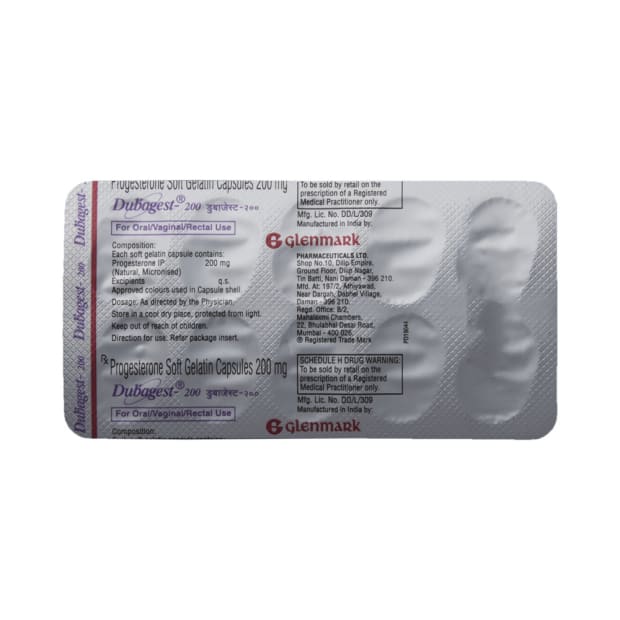 Dubagest-
Dubagest - 200
Dubagest - 200
Progesterone Soft Gelatin Capsules 200 mg
Dubagest-® 200 डुबाजेस्ट-२००
For Oral/Vaginal/Rectal Use
Composition:
Each soft gelatin capsule contains:
Progesterone IP 200 mg
(Natural, Micronised)
Excipients q.s.
Approved colours used in Capsule shell
Dosage: As directed by the Physician.
Store in a cool dry place, protected from light.
Keep out of reach of children.
Direction for use: Refer package insert.
To be sold by retail on the
prescription of a Registered
Medical Practitioner only.
Mfg. Lic. No. DD/L/309
Manufactured in India by:
Glenmark
PHARMACEUTICALS LTD.
Shop No.10, Dilip Empire,
Ground Floor, Dilip Nagar,
Tin Batti, Nani Daman - 396 210.
Mfg. At: 197/2, Athiyawad,
Near Dargah, Dabhel Village,
Daman - 396 210.
Regd. Office: B/2,
Mahalaxmi Chambers,
22, Bhulabhai Desai Road,
Mumbai - 400 026.
® Registered Trade Mark
Rx Progesterone Soft Gelatin Capsules 200 mg
Dubagest-® 200 डुबाजेस्ट-२००
For Oral/Vaginal/Rectal Use
Composition:
SCHEDULE H DRUG WARNING:
To be sold by retail on the
prescription of a Registered
Medical Practitioner only.
Mfg. Lic. No. DD/L/309
Manufactured in India by:
Glenmark